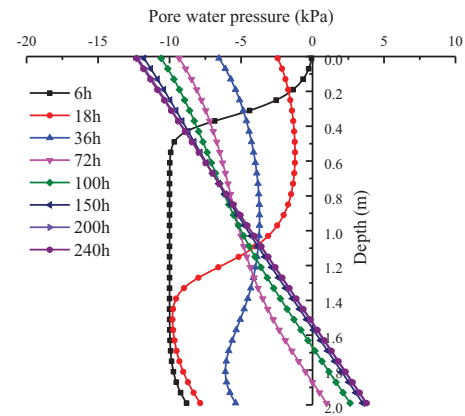 Pore water pressure (kPa)
-20 -15 -10 -5 0 5
0.0
0.2
0.4
0.6
0.8
1.0
1.2
1.4
1.6
1.8
2.0
Depth (m)
6h
18h
36h
72h
100h
150h
200h
240h